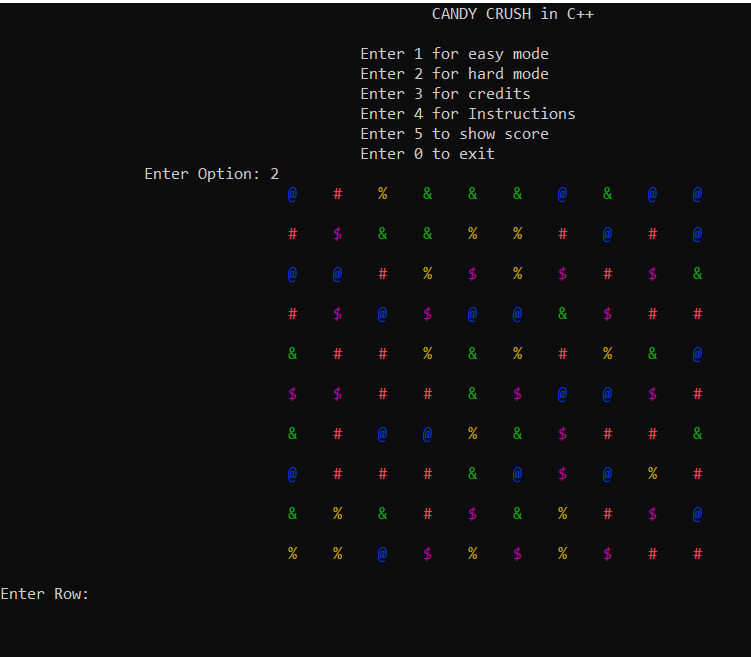 CANDY CRUSH in C++
Enter 1 for easy mode
Enter 2 for hard mode
Enter 3 for credits
Enter 4 for Instructions
Enter 5 to show score
Enter 0 to exit
Enter Option: 2
@ # % & & & @ & @ @
# $ & & % % # @ # @
@ @ # % $ % $ # $ &
# $ @ $ @ @ & $ # #
& # # % & % # % & @
$ $ # # & $ @ @ $ #
& # @ @ % & $ # # &
@ # # # & @ $ @ % #
& % & # $ & % # $ @
% % @ $ % $ % $ # #
Enter Row: